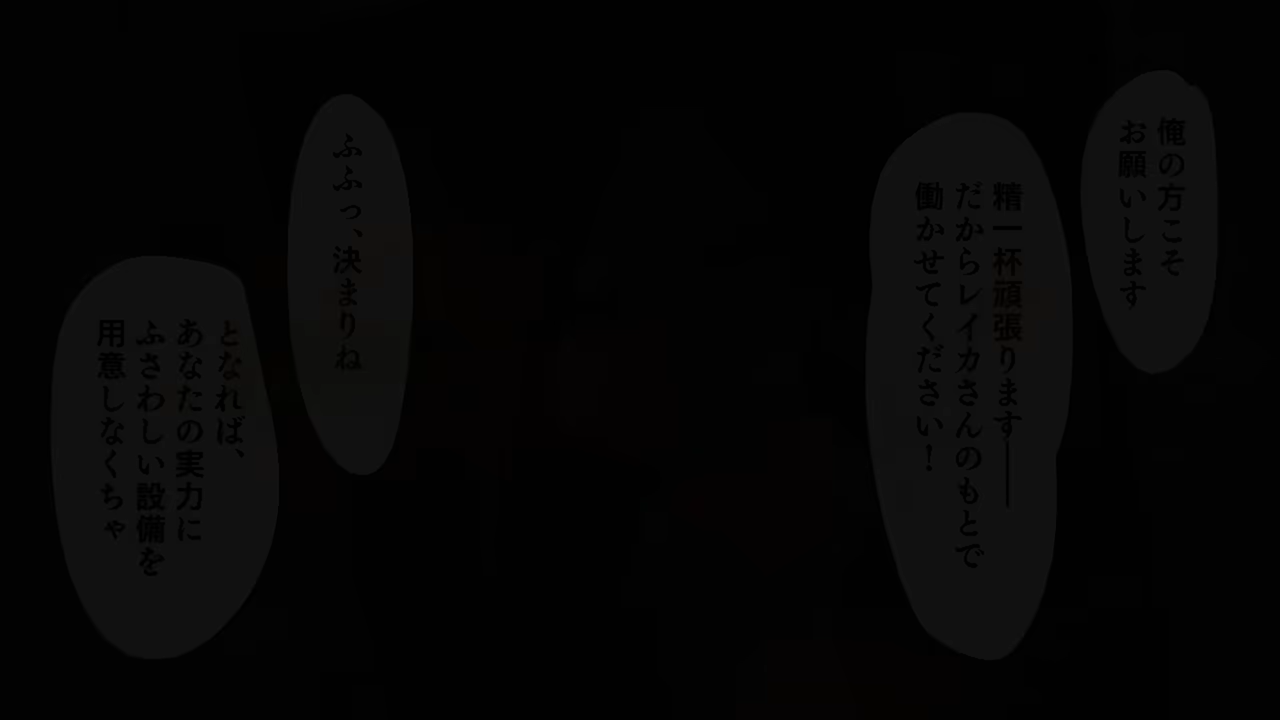 俺の方こそ
お願いします
精一杯頑張ります――
だからレイカさんのもとで
働かせてください！
ふふっ、決まりね
となれば、
あなたの実力に
ふさわしい設備を
用意しなくちゃ